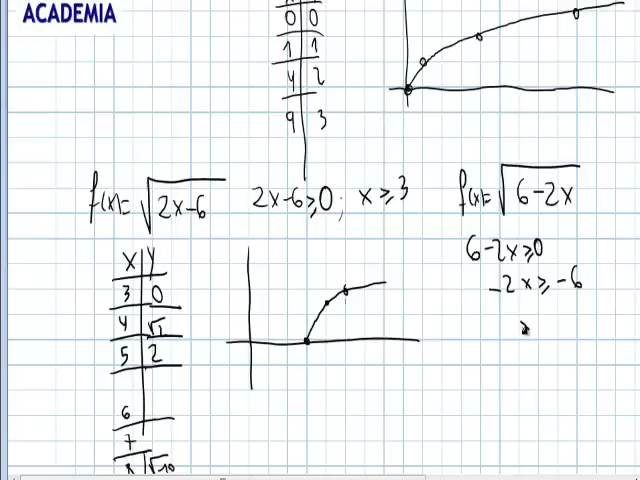 ACADEMIA
0 0
1 1
4 2
9 3
f(x)=√2x-6 2x-6≥0; x≥3
f(x)=√6-2x
6-2x≥0
-2x≥-6
x y
3 0
4 √2
5 2
6
7
8 √10